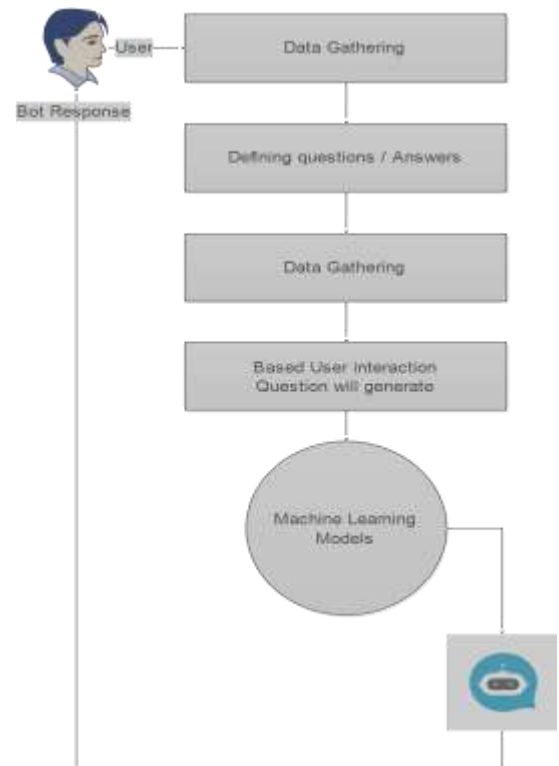 User
Data Gathering
Bot Response
Defining questions / Answers
Data Gathering
Based User interaction
Question will generate
Machine Learning
Models